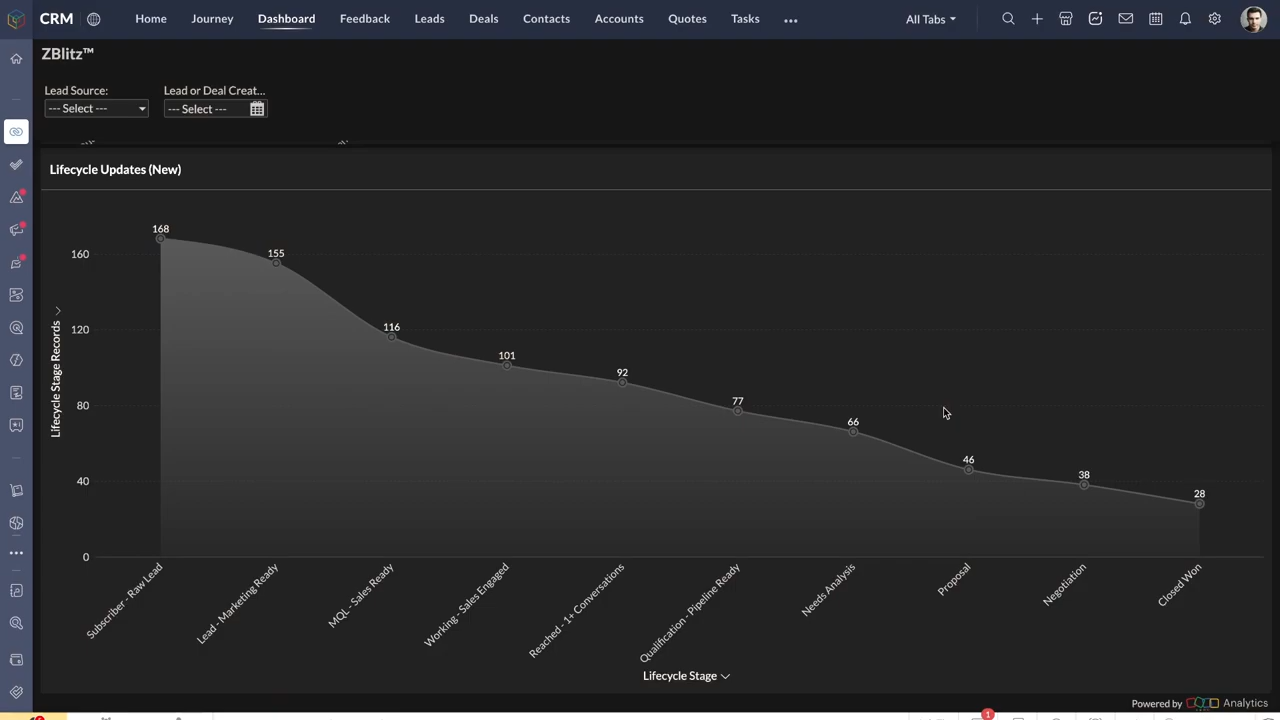 CRM
Home
Journey
Dashboard
Feedback
Leads
Deals
Contacts
Accounts
Quotes
Tasks
All Tabs
ZBlitz™
Lead Source:
Lead or Deal Creat...
--- Select ---
--- Select ---
Lifecycle Updates (New)
Lifecycle Stage Records
160
120
80
40
0
168
155
116
101
92
77
66
46
38
28
Subscriber - Raw Lead
Lead - Marketing Ready
MQL - Sales Ready
Working - Sales Engaged
Reached - 1+ Conversations
Qualification - Pipeline Ready
Needs Analysis
Proposal
Negotiation
Closed Won
Lifecycle Stage
Powered by
Analytics
1